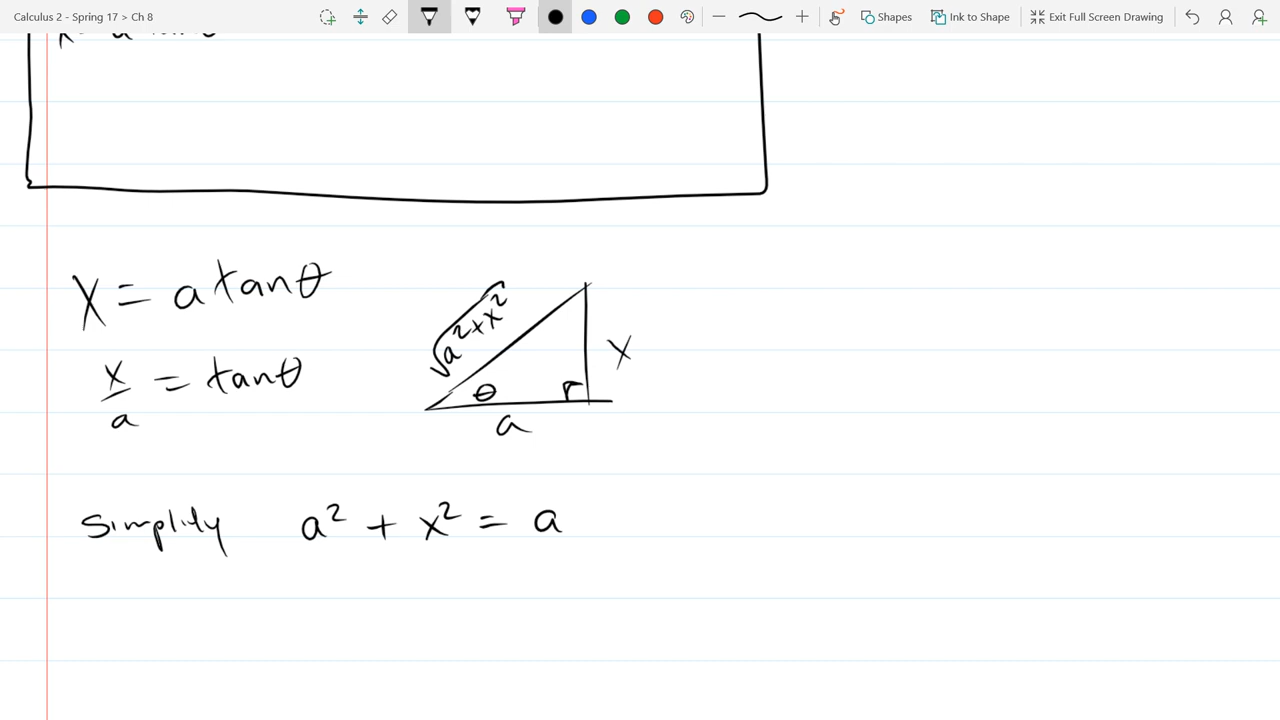 Calculus 2 - Spring 17 > Ch 8
Shapes
Ink to Shape
Exit Full Screen Drawing
x = a tanθ
x/a = tanθ
√a²+x²
x
θ
a
Simplify a² + x² = a